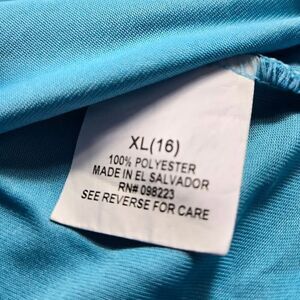 XL(16)
100% POLYESTER
MADE IN EL SALVADOR
RN# 098223
SEE REVERSE FOR CARE